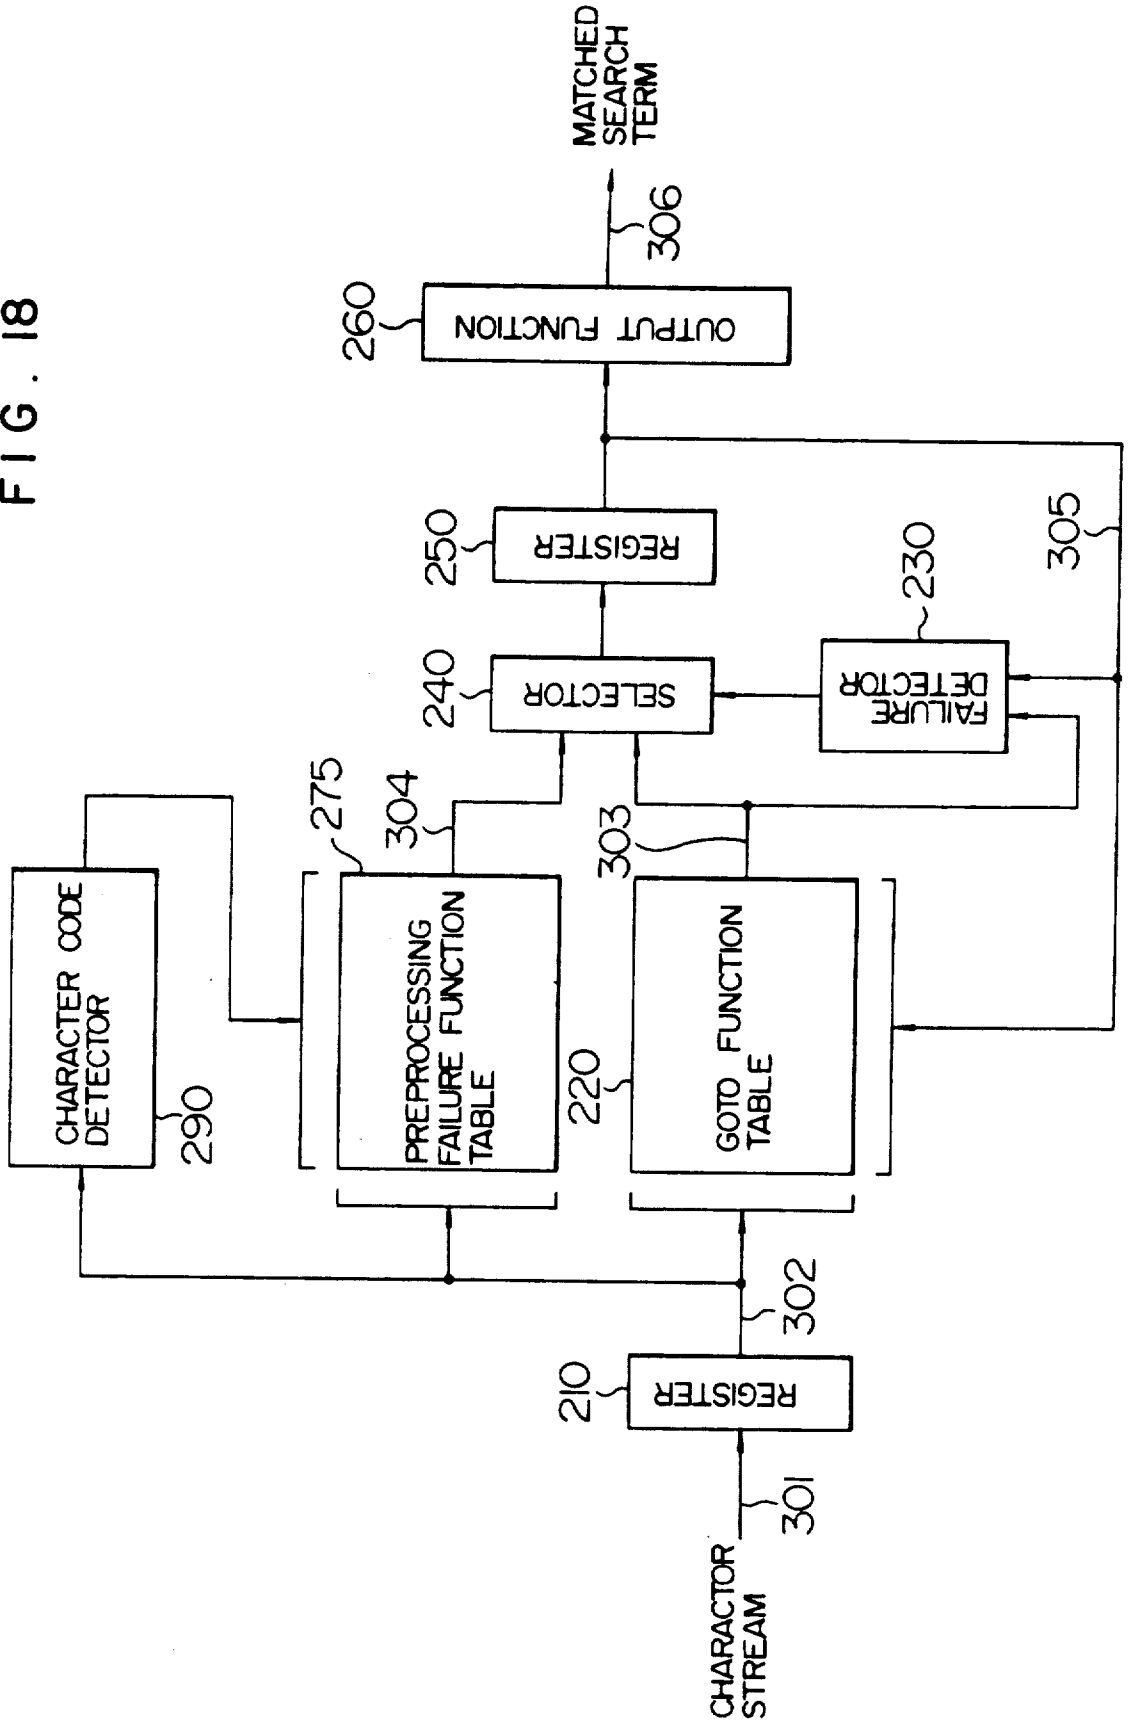 FIG. 18
CHARACTER CODE
DETECTOR
290
275
PREPROCESSING
FAILURE FUNCTION
TABLE
304
220
GOTO FUNCTION
TABLE
303
CHARACTOR
STREAM
301
210
REGISTER
302
240
SELECTOR
250
REGISTER
230
FAILURE
DETECTOR
305
260
OUTPUT FUNCTION
306
MATCHED
SEARCH
TERM